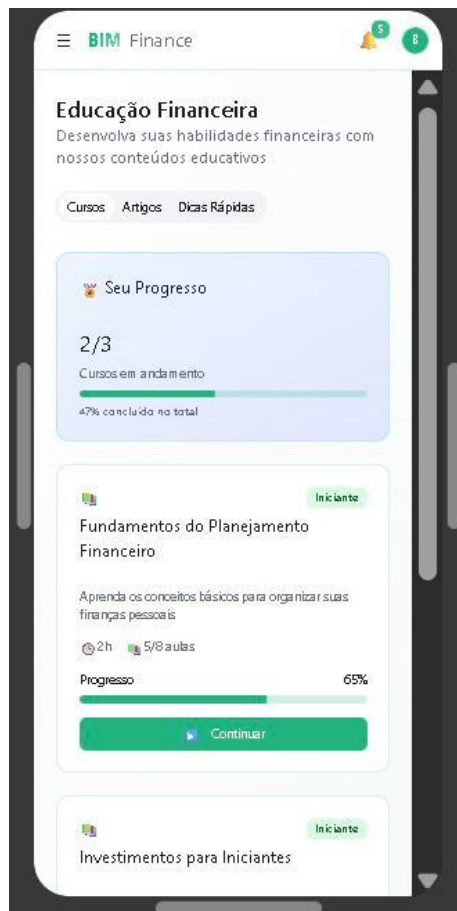 BIM Finance
5
B
Educação Financeira
Desenvolva suas habilidades financeiras com
nossos conteúdos educativos
Cursos Artigos Dicas Rápidas
Seu Progresso
2/3
Cursos em andamento
47% concluído no total
Iniciante
Fundamentos do Planejamento
Financeiro
Aprenda os conceitos básicos para organizar suas
finanças pessoais
2h 5/8 aulas
Progresso 65%
Continuar
Iniciante
Investimentos para Iniciantes